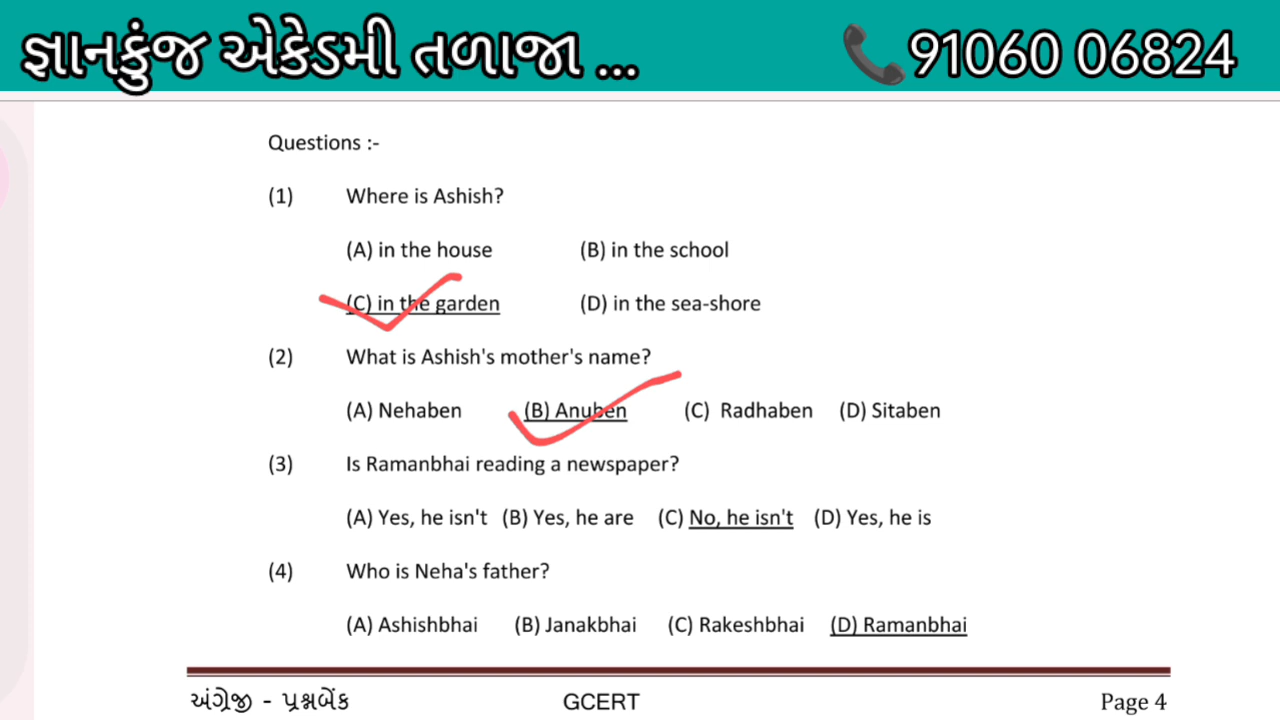 જ્ઞાનકુંજ એકેડમી તળાજા ... 📞91060 06824
Questions :-
(1) Where is Ashish?
(A) in the house (B) in the school
(C) in the garden (D) in the sea-shore
(2) What is Ashish's mother's name?
(A) Nehaben (B) Anuben (C) Radhaben (D) Sitaben
(3) Is Ramanbhai reading a newspaper?
(A) Yes, he isn't (B) Yes, he are (C) No, he isn't (D) Yes, he is
(4) Who is Neha's father?
(A) Ashishbhai (B) Janakbhai (C) Rakeshbhai (D) Ramanbhai
અંગ્રેજી - પ્રશ્નબેંક GCERT Page 4